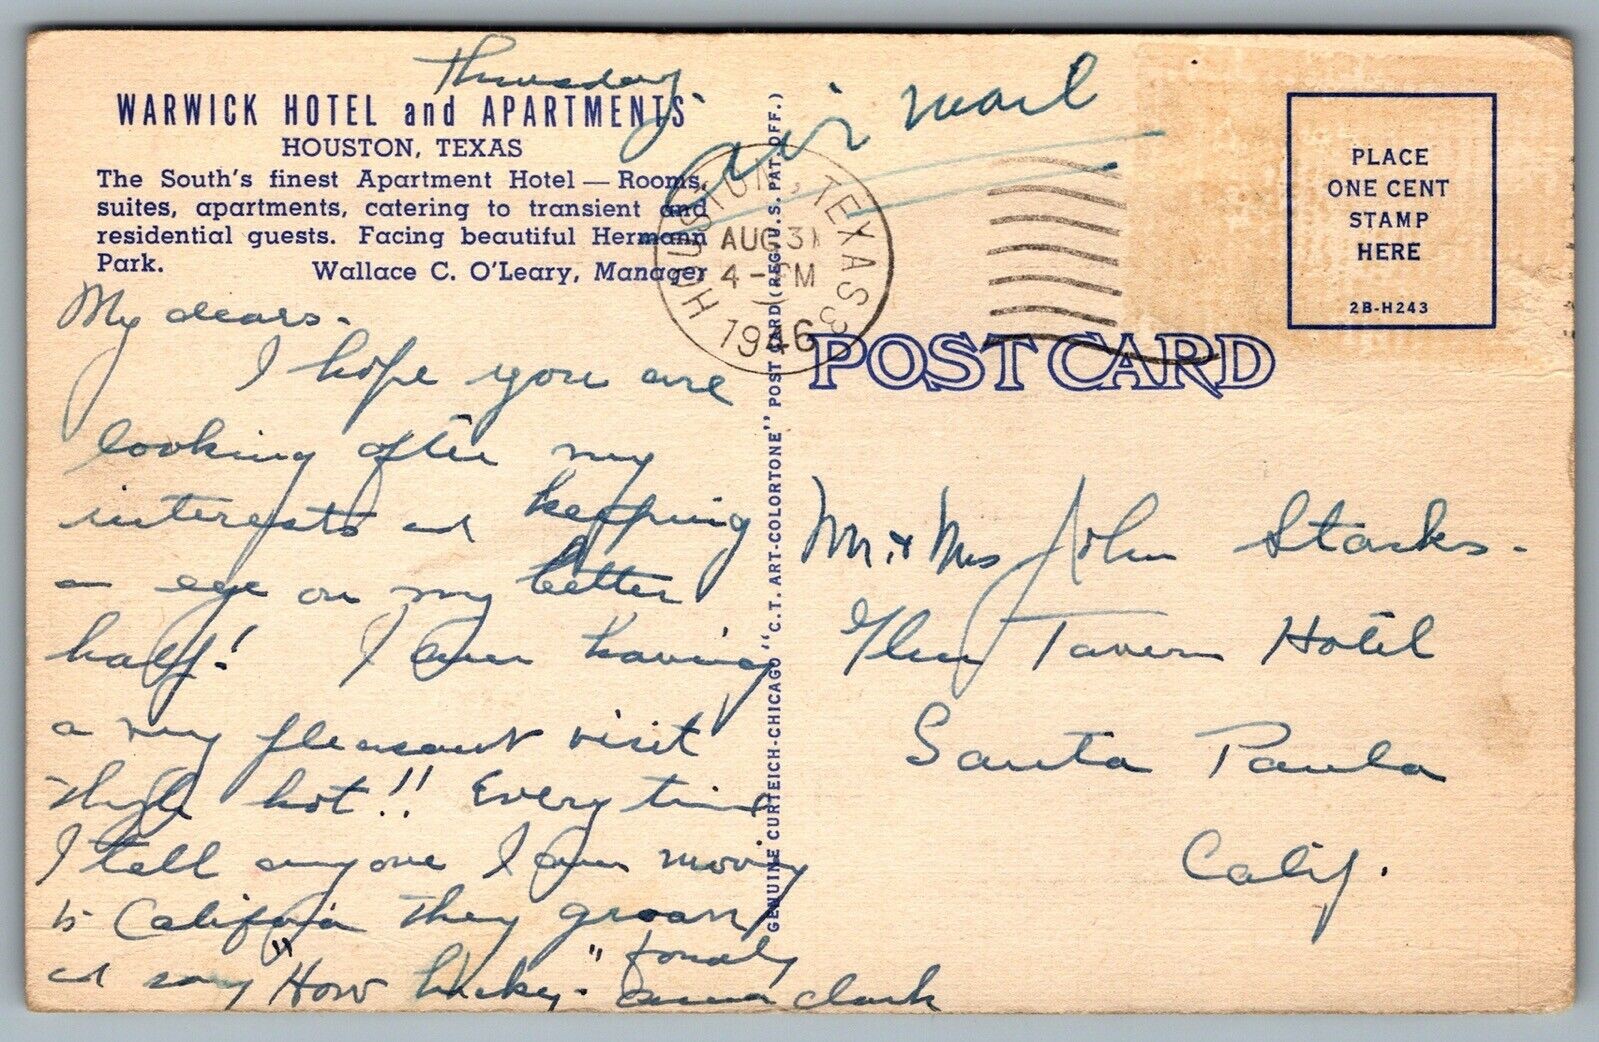 Thursday
WARWICK HOTEL and APARTMENTS
HOUSTON, TEXAS
The South's finest Apartment Hotel — Rooms,
suites, apartments, catering to transient and
residential guests. Facing beautiful Hermann
Park. Wallace C. O'Leary, Manager
My dears -
I hope you are
looking after my
interests and keeping
an eye on my better
half! I am having
a very pleasant visit
tho hot!! Every time
I tell anyone I am moving
to California they groan
and say "How lucky." fondly
Anna Clark
GENUINE CURTEICH-CHICAGO "C.T. ART-COLORTONE" POST CARD (REG. U.S. PAT. OFF.)
air mail
HOUSTON, TEXAS 3
AUG 31
4 - PM
1946
PLACE
ONE CENT
STAMP
HERE
2B-H243
POST CARD
Mr. & Mrs John Starks -
Glen Tavern Hotel
Santa Paula
Calif.